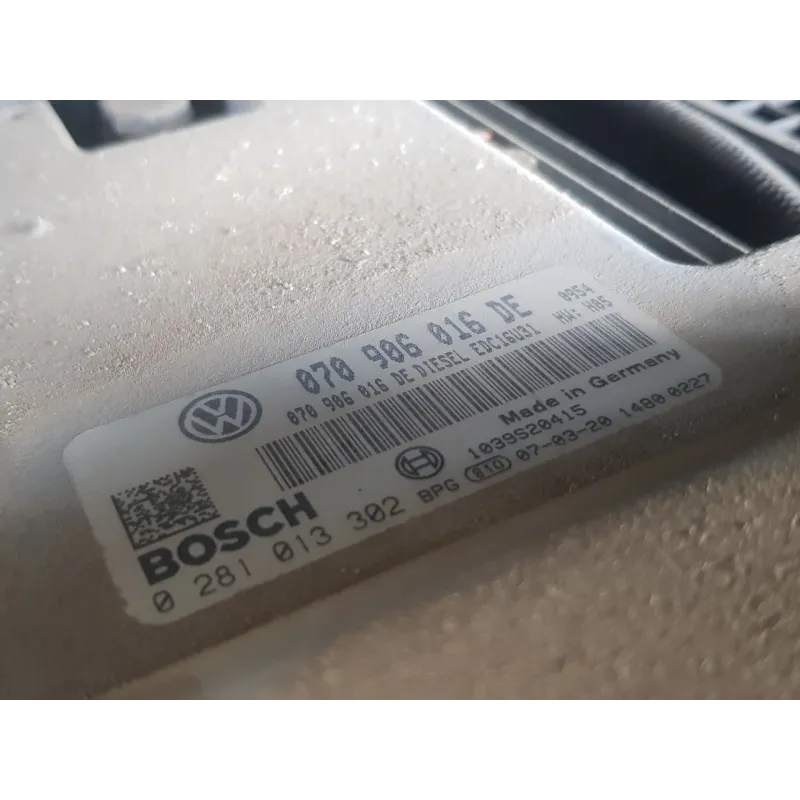 070 906 016 DE 0954
070 906 016 DE DIESEL EDC16U31 HW: H05
Made in Germany
1039S20415
BOSCH
0 281 013 302 BPG 810 07-03-20 1480 0227